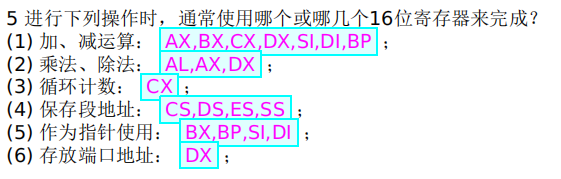 5 进行下列操作时，通常使用哪个或哪几个16位寄存器来完成？
(1) 加、减运算： AX,BX,CX,DX,SI,DI,BP ；
(2) 乘法、除法： AL,AX,DX ；
(3) 循环计数： CX ；
(4) 保存段地址： CS,DS,ES,SS ；
(5) 作为指针使用： BX,BP,SI,DI ；
(6) 存放端口地址： DX ；